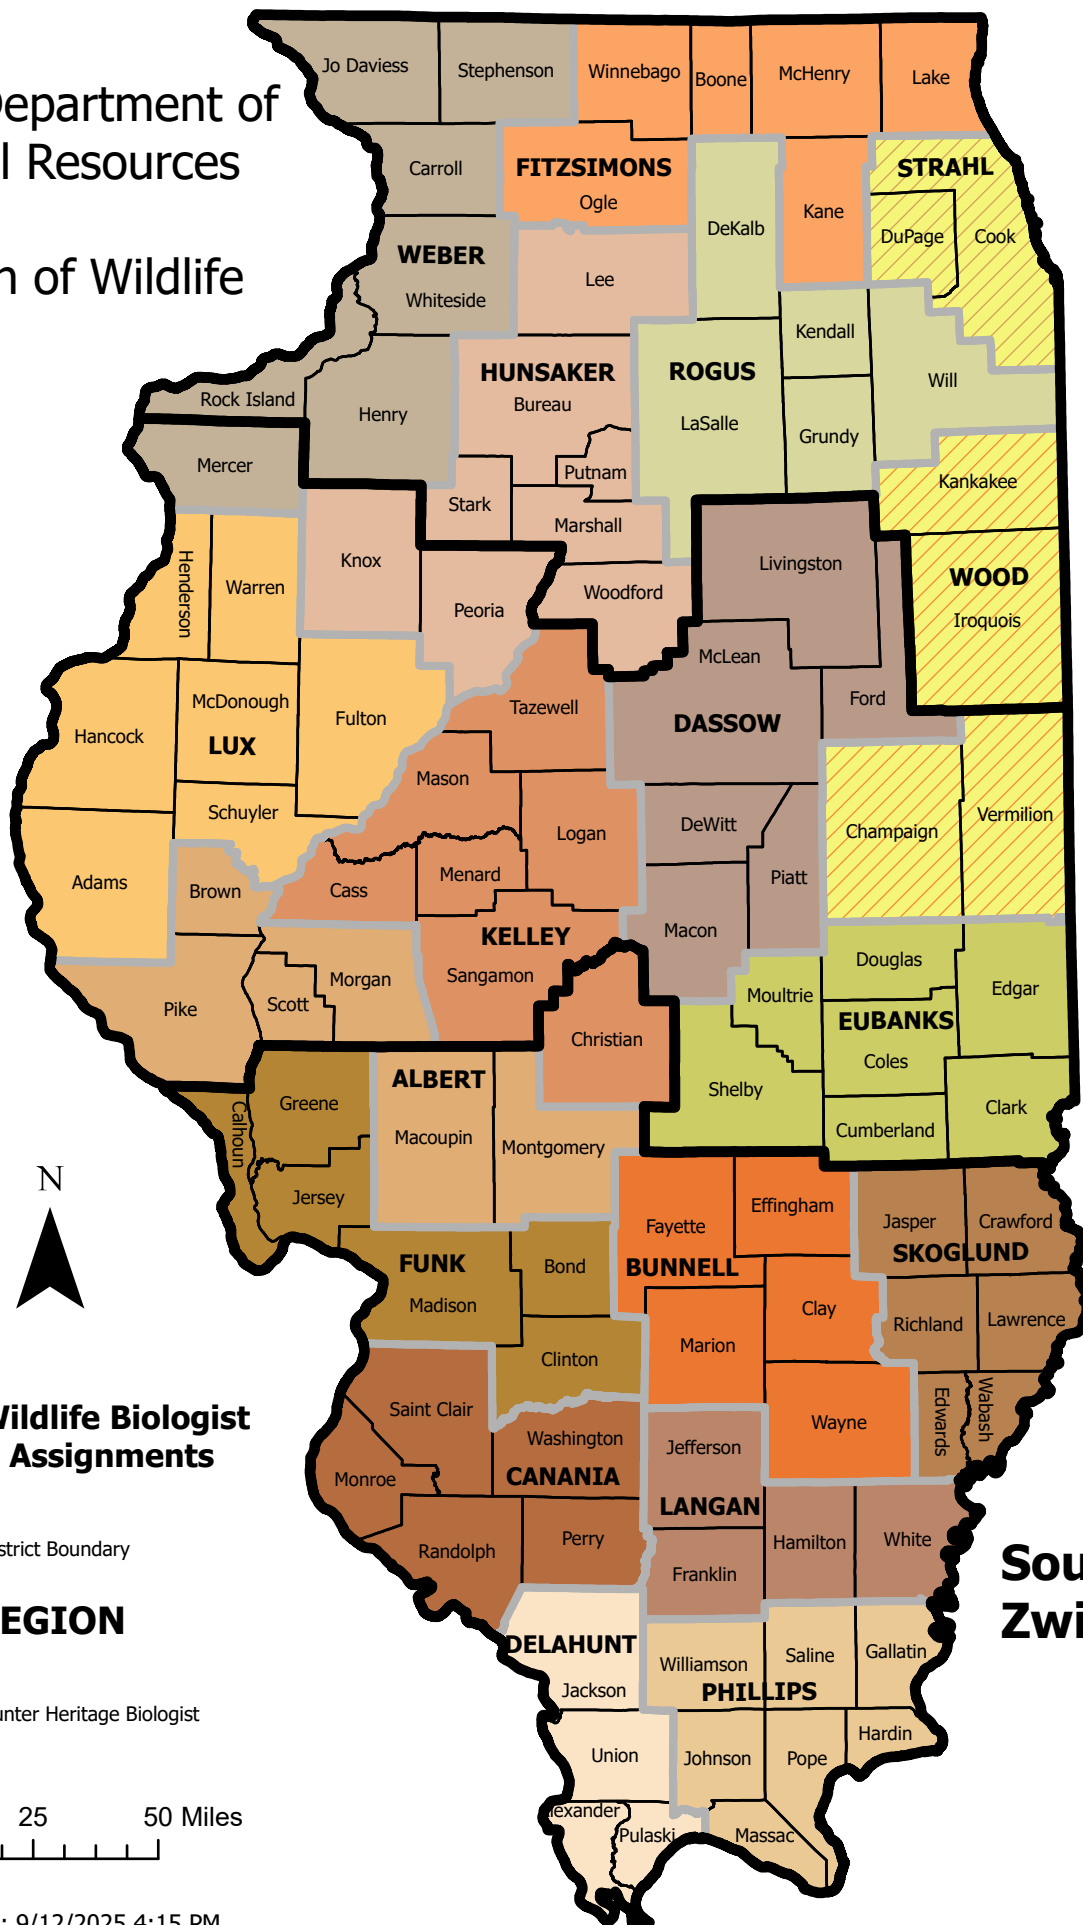 Department of
l Resources
n of Wildlife
Jo Daviess
Stephenson
Winnebago
Boone
McHenry
Lake
Carroll
FITZSIMONS
Ogle
STRAHL
Kane
DeKalb
DuPage
Cook
WEBER
Whiteside
Lee
Kendall
HUNSAKER
Bureau
ROGUS
LaSalle
Will
Rock Island
Henry
Grundy
Mercer
Putnam
Kankakee
Stark
Marshall
Knox
Livingston
Henderson
Warren
Peoria
Woodford
WOOD
Iroquois
McLean
Ford
McDonough
Hancock
LUX
Fulton
Tazewell
DASSOW
Mason
Schuyler
Logan
DeWitt
Champaign
Vermilion
Adams
Brown
Cass
Menard
Piatt
KELLEY
Macon
Sangamon
Morgan
Scott
Pike
Douglas
Moultrie
Edgar
EUBANKS
Christian
Coles
ALBERT
Shelby
Greene
Calhoun
Macoupin
Montgomery
Clark
Cumberland
N
Jersey
Effingham
Fayette
Jasper
Crawford
FUNK
Bond
BUNNELL
SKOGLUND
Madison
Clay
Richland
Lawrence
Marion
Clinton
Wildlife Biologist
Assignments
Saint Clair
Washington
Jefferson
Wayne
Edwards
Wabash
Monroe
CANANIA
LANGAN
strict Boundary
Randolph
Perry
Hamilton
White
Franklin
Sou
Zwi
EGION
DELAHUNT
Williamson
Saline
Gallatin
Jackson
PHILLIPS
unter Heritage Biologist
Union
Johnson
Pope
Hardin
25
50 Miles
lexander
Pulaski
Massac
: 9/12/2025 4:15 PM